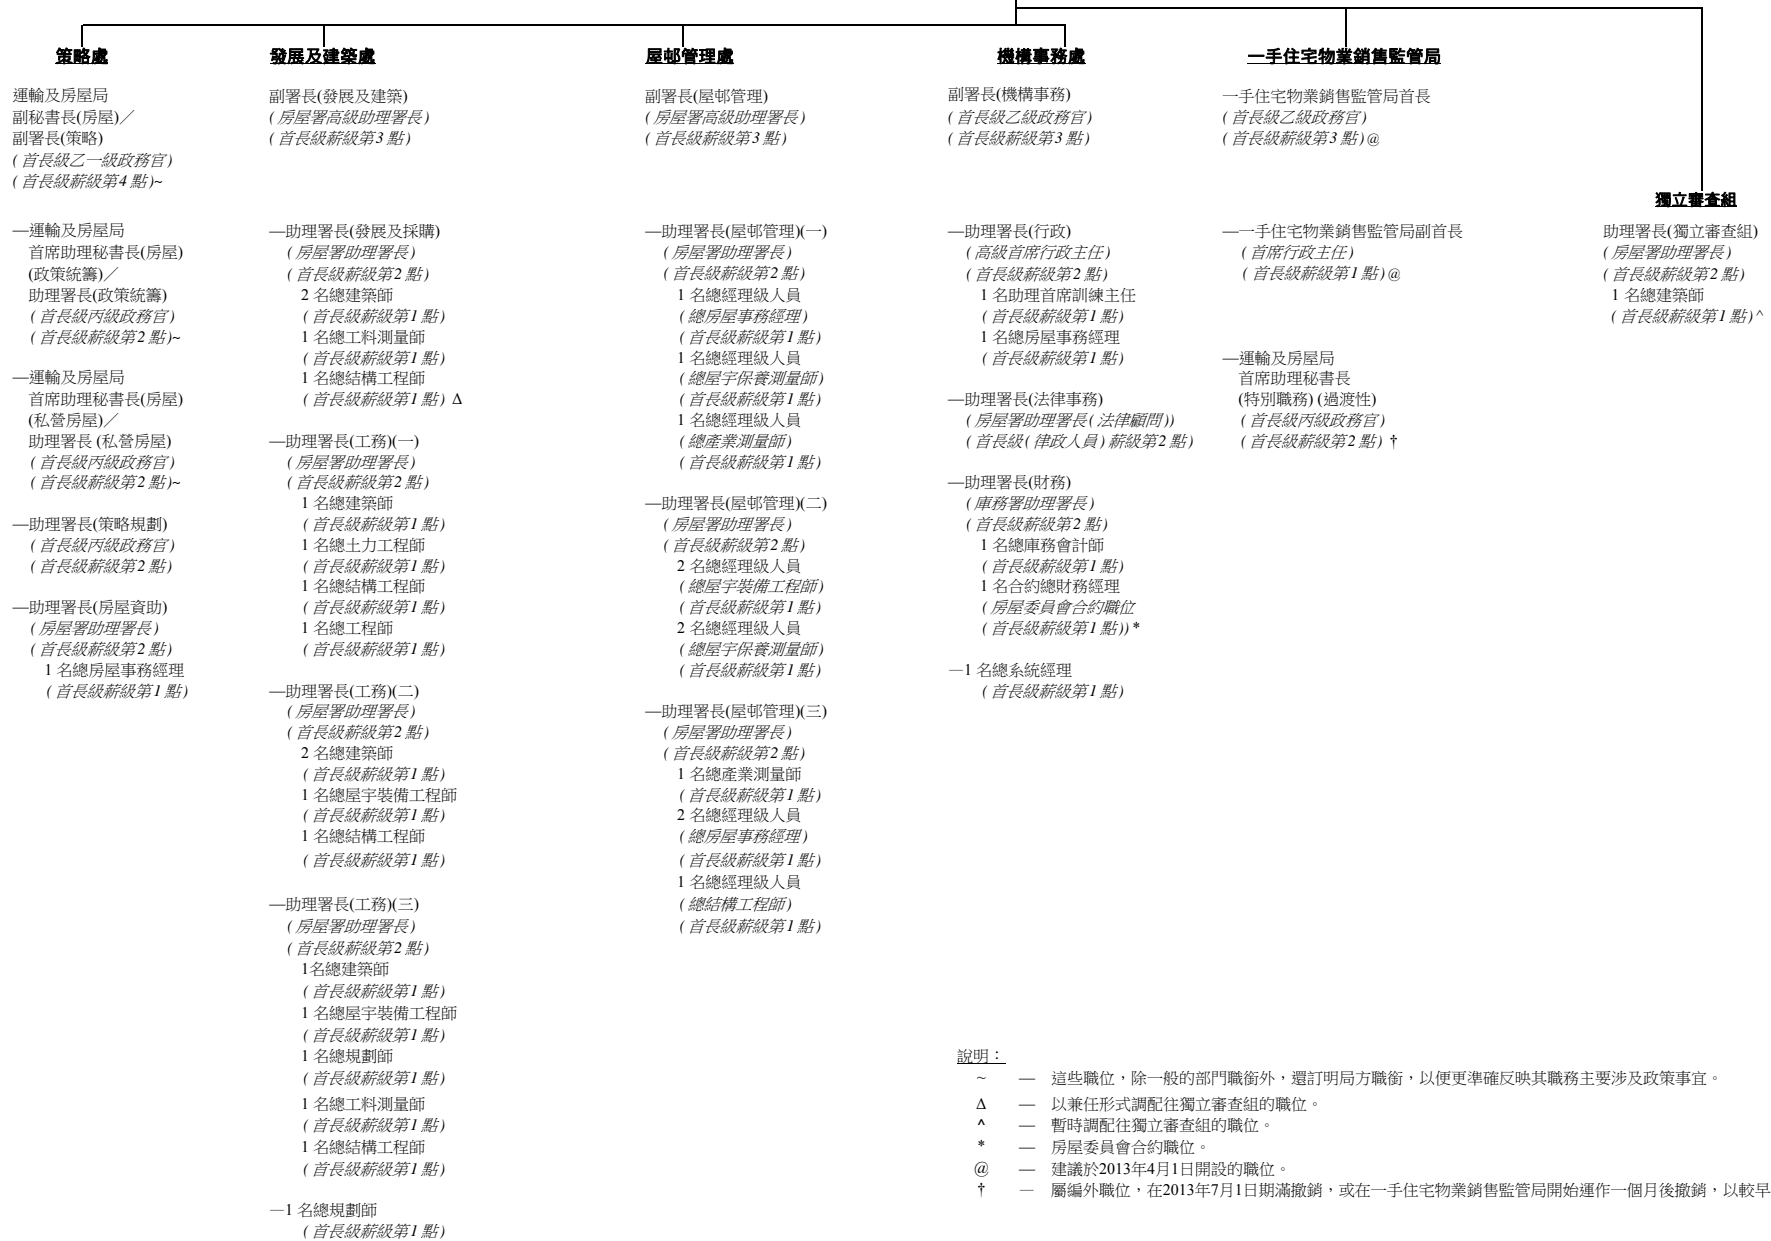 策略處
運輸及房屋局
副秘書長(房屋)／
副署長(策略)
(首長級乙一級政務官)
(首長級薪級第4點)~
—運輸及房屋局
首席助理秘書長(房屋)
(政策統籌)／
助理署長(政策統籌)
(首長級丙級政務官)
(首長級薪級第2點)~
—運輸及房屋局
首席助理秘書長(房屋)
(私營房屋)／
助理署長 (私營房屋)
(首長級丙級政務官)
(首長級薪級第2點)~
—助理署長(策略規劃)
(首長級丙級政務官)
(首長級薪級第2點)
—助理署長(房屋資助)
(房屋署助理署長)
(首長級薪級第2點)
1 名總房屋事務經理
(首長級薪級第1點)
發展及建築處
副署長(發展及建築)
(房屋署高級助理署長)
(首長級薪級第3點)
—助理署長(發展及採購)
(房屋署助理署長)
(首長級薪級第2點)
2 名總建築師
(首長級薪級第1點)
1 名總工料測量師
(首長級薪級第1點)
1 名總結構工程師
(首長級薪級第1點) Δ
—助理署長(工務)(一)
(房屋署助理署長)
(首長級薪級第2點)
1 名總建築師
(首長級薪級第1點)
1 名總土力工程師
(首長級薪級第1點)
1 名總結構工程師
(首長級薪級第1點)
1 名總工程師
(首長級薪級第1點)
—助理署長(工務)(二)
(房屋署助理署長)
(首長級薪級第2點)
2 名總建築師
(首長級薪級第1點)
1 名總屋宇裝備工程師
(首長級薪級第1點)
1 名總結構工程師
(首長級薪級第1點)
—助理署長(工務)(三)
(房屋署助理署長)
(首長級薪級第2點)
1名總建築師
(首長級薪級第1點)
1 名總屋宇裝備工程師
(首長級薪級第1點)
1 名總規劃師
(首長級薪級第1點)
1 名總工料測量師
(首長級薪級第1點)
1 名總結構工程師
(首長級薪級第1點)
—1 名總規劃師
(首長級薪級第1點)
屋邨管理處
副署長(屋邨管理)
(房屋署高級助理署長)
(首長級薪級第3點)
—助理署長(屋邨管理)(一)
(房屋署助理署長)
(首長級薪級第2點)
1 名總經理級人員
(總房屋事務經理)
(首長級薪級第1點)
1 名總經理級人員
(總屋宇保養測量師)
(首長級薪級第1點)
1 名總經理級人員
(總產業測量師)
(首長級薪級第1點)
—助理署長(屋邨管理)(二)
(房屋署助理署長)
(首長級薪級第2點)
2 名總經理級人員
(總屋宇裝備工程師)
(首長級薪級第1點)
2 名總經理級人員
(總屋宇保養測量師)
(首長級薪級第1點)
—助理署長(屋邨管理)(三)
(房屋署助理署長)
(首長級薪級第2點)
1 名總產業測量師
(首長級薪級第1點)
2 名總經理級人員
(總房屋事務經理)
(首長級薪級第1點)
1 名總經理級人員
(總結構工程師)
(首長級薪級第1點)
機構事務處
副署長(機構事務)
(首長級乙級政務官)
(首長級薪級第3點)
—助理署長(行政)
(高級首席行政主任)
(首長級薪級第2點)
1 名助理首席訓練主任
(首長級薪級第1點)
1 名總房屋事務經理
(首長級薪級第1點)
—助理署長(法律事務)
(房屋署助理署長(法律顧問))
(首長級(律政人員)薪級第2點)
—助理署長(財務)
(庫務署助理署長)
(首長級薪級第2點)
1 名總庫務會計師
(首長級薪級第1點)
1 名合約總財務經理
(房屋委員會合約職位
(首長級薪級第1點))*
—1 名總系統經理
(首長級薪級第1點)
一手住宅物業銷售監管局
一手住宅物業銷售監管局首長
(首長級乙級政務官)
(首長級薪級第3點)@
—一手住宅物業銷售監管局副首長
(首席行政主任)
(首長級薪級第1點)@
—運輸及房屋局
首席助理秘書長
(特別職務) (過渡性)
(首長級丙級政務官)
(首長級薪級第2點) †
獨立審查組
助理署長(獨立審查組)
(房屋署助理署長)
(首長級薪級第2點)
1 名總建築師
(首長級薪級第1點)^
說明：
~ — 這些職位，除一般的部門職銜外，還訂明局方職銜，以便更準確反映其職務主要涉及政策事宜。
Δ — 以兼任形式調配往獨立審查組的職位。
^ — 暫時調配往獨立審查組的職位。
* — 房屋委員會合約職位。
@ — 建議於2013年4月1日開設的職位。
† — 屬編外職位，在2013年7月1日期滿撤銷，或在一手住宅物業銷售監管局開始運作一個月後撤銷，以較早